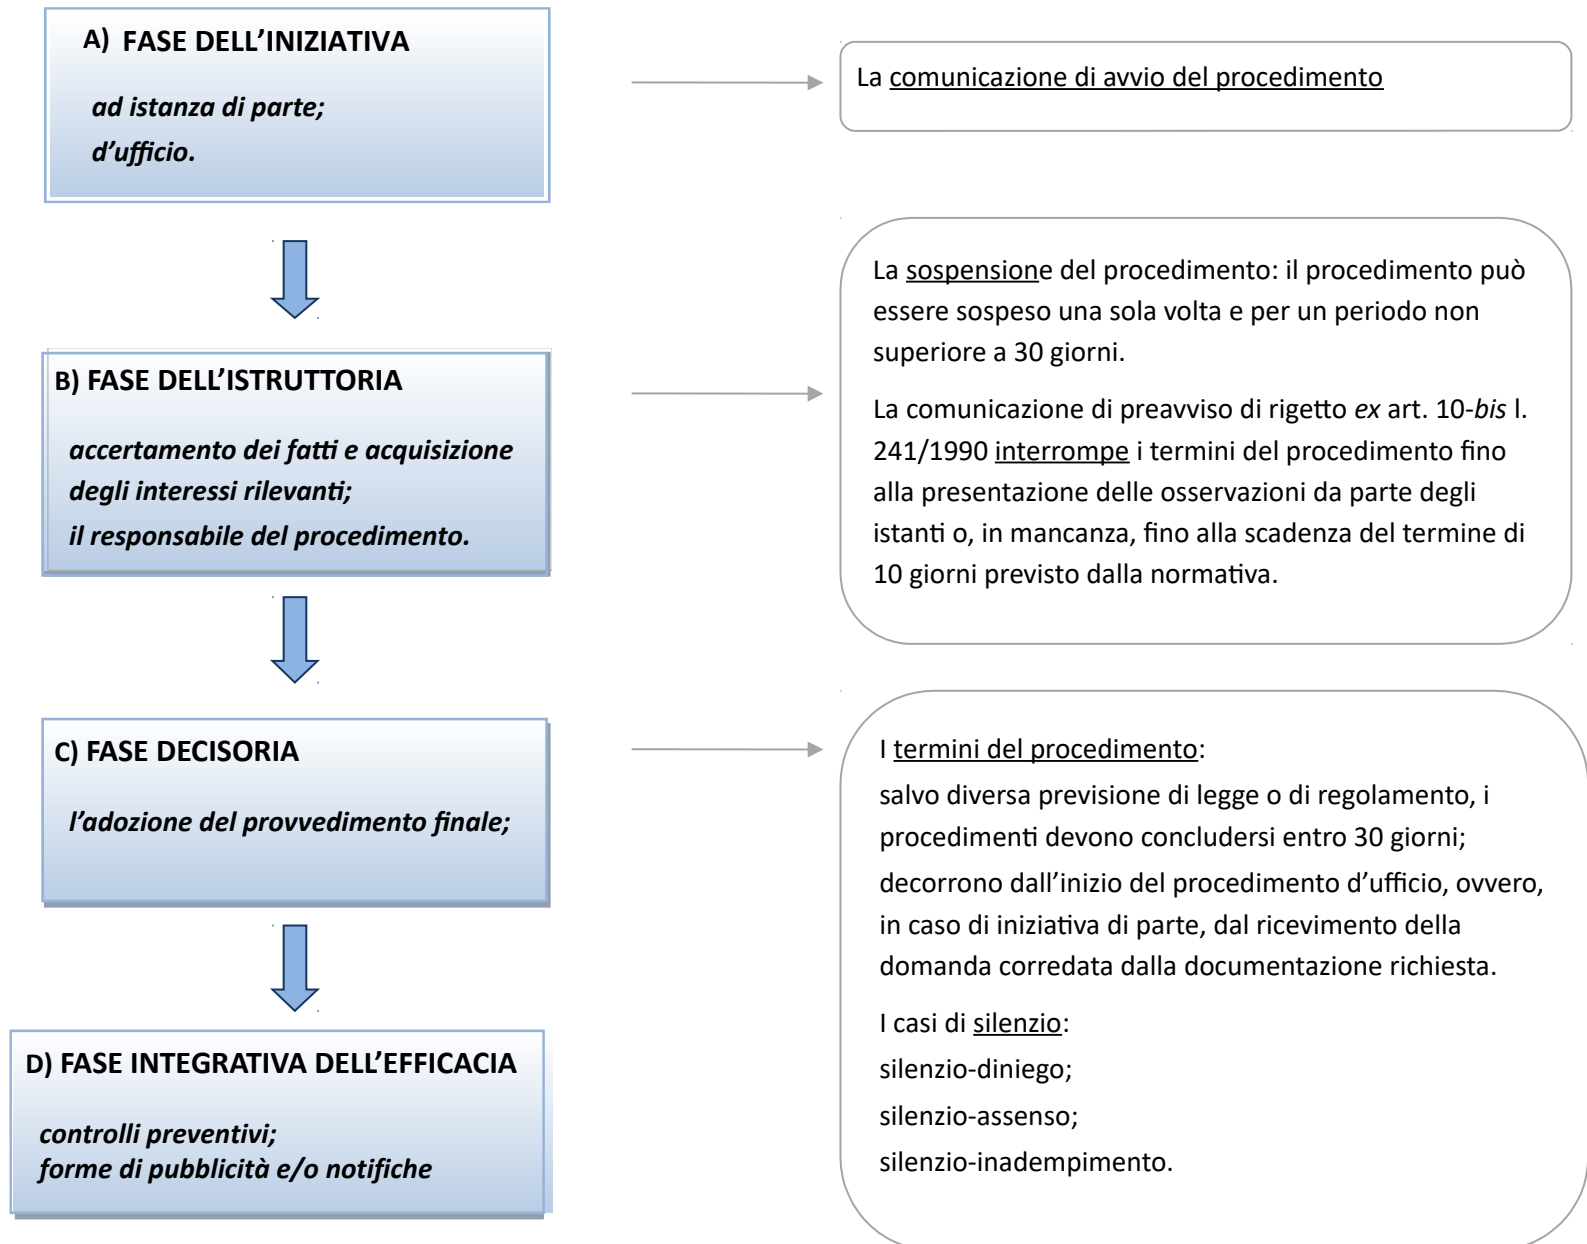 A) FASE DELL’INIZIATIVA
ad istanza di parte;
d’ufficio.
La comunicazione di avvio del procedimento
B) FASE DELL’ISTRUTTORIA
accertamento dei fatti e acquisizione
degli interessi rilevanti;
il responsabile del procedimento.
La sospensione del procedimento: il procedimento può
essere sospeso una sola volta e per un periodo non
superiore a 30 giorni.
La comunicazione di preavviso di rigetto ex art. 10-bis l.
241/1990 interrompe i termini del procedimento fino
alla presentazione delle osservazioni da parte degli
istanti o, in mancanza, fino alla scadenza del termine di
10 giorni previsto dalla normativa.
C) FASE DECISORIA
l’adozione del provvedimento finale;
I termini del procedimento:
salvo diversa previsione di legge o di regolamento, i
procedimenti devono concludersi entro 30 giorni;
decorrono dall’inizio del procedimento d’ufficio, ovvero,
in caso di iniziativa di parte, dal ricevimento della
domanda corredata dalla documentazione richiesta.
I casi di silenzio:
silenzio-diniego;
silenzio-assenso;
silenzio-inadempimento.
D) FASE INTEGRATIVA DELL’EFFICACIA
controlli preventivi;
forme di pubblicità e/o notifiche